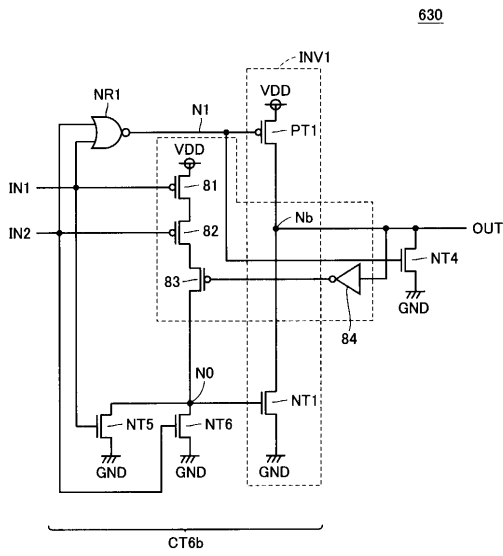 630
INV1
NR1
N1
VDD
PT1
VDD
IN1
81
IN2
82
Nb
OUT
83
NT4
84
GND
N0
NT5
NT6
NT1
GND
GND
GND
CT6b